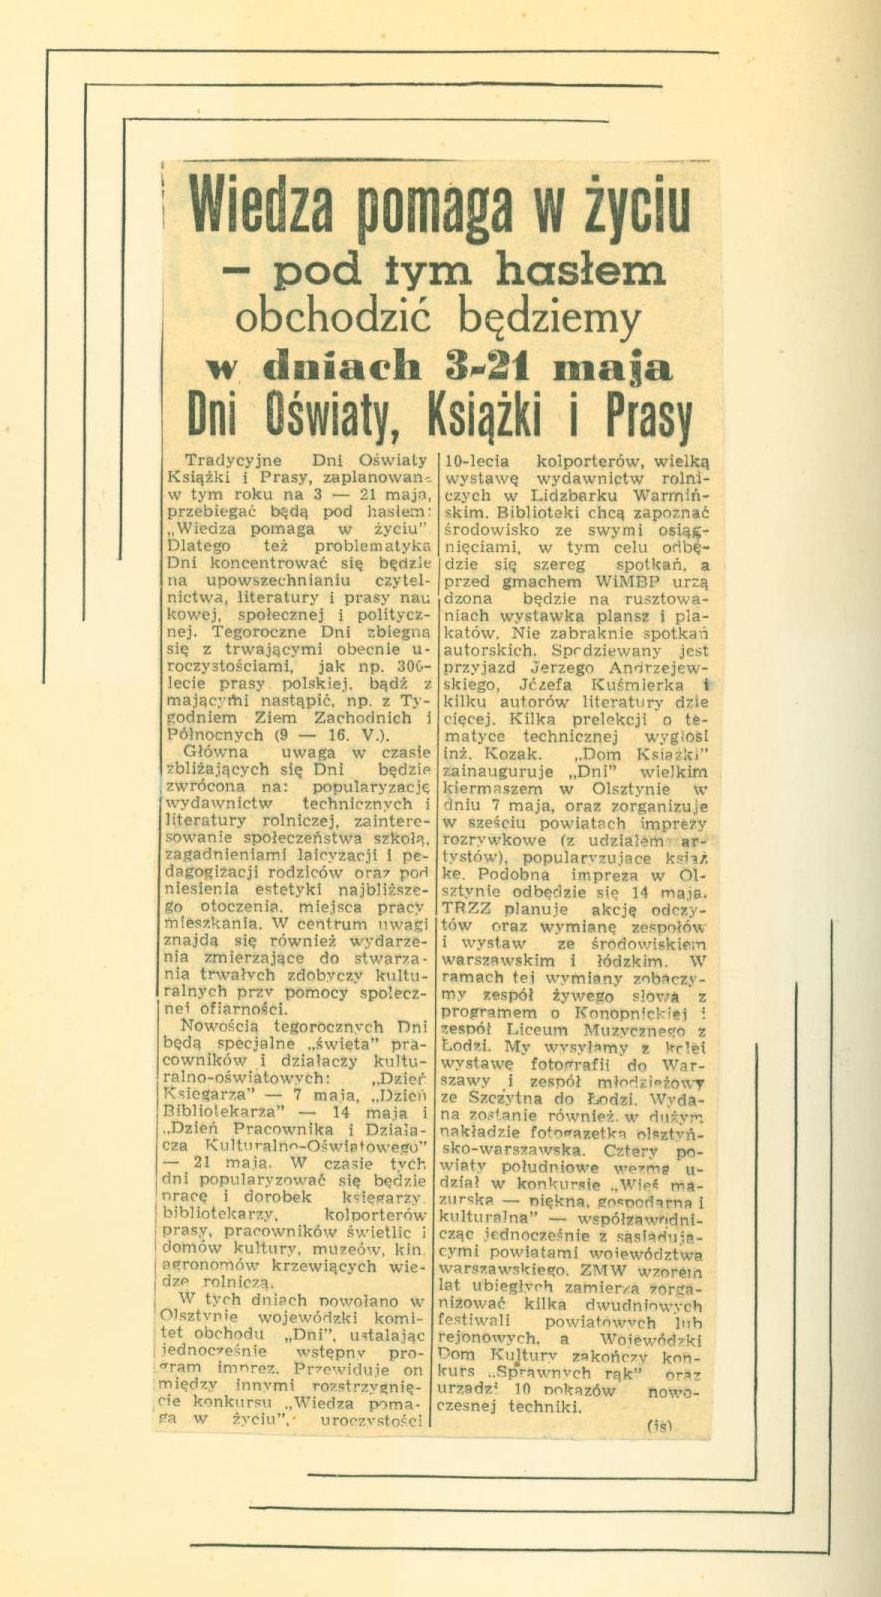 Wiedza pomaga w życiu
– pod tym hasłem
obchodzić będziemy
w dniach 3-21 maja
Dni Oświaty, Książki i Prasy
Tradycyjne Dni Oświaty
Książki i Prasy, zaplanowane
w tym roku na 3 — 21 maja,
przebiegać będą pod hasłem:
„Wiedza pomaga w życiu".
Dlatego też problematyka
Dni koncentrować się będzie
na upowszechnianiu czytel-
nictwa, literatury i prasy nau
kowej, społecznej i politycz-
nej. Tegoroczne Dni zbiegną
się z trwającymi obecnie u-
roczystościami, jak np. 300-
lecie prasy polskiej, bądź z
mającymi nastąpić, np. z Ty-
godniem Ziem Zachodnich i
Północnych (9 — 16. V.).
Główna uwaga w czasie
zbliżających się Dni będzie
zwrócona na: popularyzację
wydawnictw technicznych i
literatury rolniczej, zaintere-
sowanie społeczeństwa szkołą,
zagadnieniami laicyzacji i pe-
dagogizacji rodziców oraz pod
niesienia estetyki najbliższe-
go otoczenia, miejsca pracy
mieszkania. W centrum uwagi
znajdą się również wydarze-
nia zmierzające do stwarza-
nia trwałych zdobyczy kultu-
ralnych przy pomocy społecz-
nej ofiarności.
Nowością tegorocznych Dni
będą specjalne „święta" pra-
cowników i działaczy kultu-
ralno-oświatowych: „Dzień
Księgarza" — 7 maja, „Dzień
Bibliotekarza" — 14 maja i
„Dzień Pracownika i Działa-
cza Kulturalno-Oświatowego"
— 21 maja. W czasie tych
dni popularyzować się będzie
pracę i dorobek księgarzy,
bibliotekarzy, kolporterów
prasy, pracowników świetlic i
domów kultury, muzeów, kin,
agronomów krzewiących wie-
dzę rolniczą.
W tych dniach powołano w
Olsztynie wojewódzki komi-
tet obchodu „Dni", ustalając
jednocześnie wstępny pro-
gram imprez. Przewiduje on
między innymi rozstrzygnię-
cie konkursu „Wiedza poma-
ga w życiu", uroczystości
10-lecia kolporterów, wielką
wystawę wydawnictw rolni-
czych w Lidzbarku Warmiń-
skim. Biblioteki chcą zapoznać
środowisko ze swymi osiąg-
nięciami, w tym celu odbę-
dzie się szereg spotkań, a
przed gmachem WiMBP urzą
dzona będzie na rusztowa-
niach wystawka plansz i pla-
katów. Nie zabraknie spotkań
autorskich. Spodziewany jest
przyjazd Jerzego Andrzejew-
skiego, Józefa Kuśmierka i
kilku autorów literatury dzie
cięcej. Kilka prelekcji o te-
matyce technicznej wygłosi
inż. Kozak. „Dom Książki"
zainauguruje „Dni" wielkim
kiermaszem w Olsztynie w
dniu 7 maja, oraz zorganizuje
w sześciu powiatach imprezy
rozrywkowe (z udziałem ar-
tystów), popularyzujące książ
kę. Podobna impreza w Ol-
sztynie odbędzie się 14 maja.
TRZZ planuje akcję odczy-
tów oraz wymianę zespołów
i wystaw ze środowiskiem
warszawskim i łódzkim. W
ramach tej wymiany zobaczy-
my zespół żywego słowa z
programem o Konopnickiej i
zespół Liceum Muzycznego z
Łodzi. My wysyłamy z kolei
wystawę fotografii do War-
szawy i zespół młodzieżowy
ze Szczytna do Łodzi. Wyda-
na zostanie również w dużym
nakładzie fotogazetka olsztyń-
sko-warszawska. Cztery po-
wiaty południowe wezmą u-
dział w konkursie „Wieś ma-
zurska — piękna, gospodarna i
kulturalna" — współzawodni-
cząc jednocześnie z sąsiadują-
cymi powiatami województwa
warszawskiego. ZMW wzorem
lat ubiegłych zamierza zorga-
nizować kilka dwudniowych
festiwali powiatowych lub
rejonowych, a Wojewódzki
Dom Kultury zakończy kon-
kurs „Sprawnych rąk" oraz
urządzi 10 pokazów nowo-
czesnej techniki.
(is)